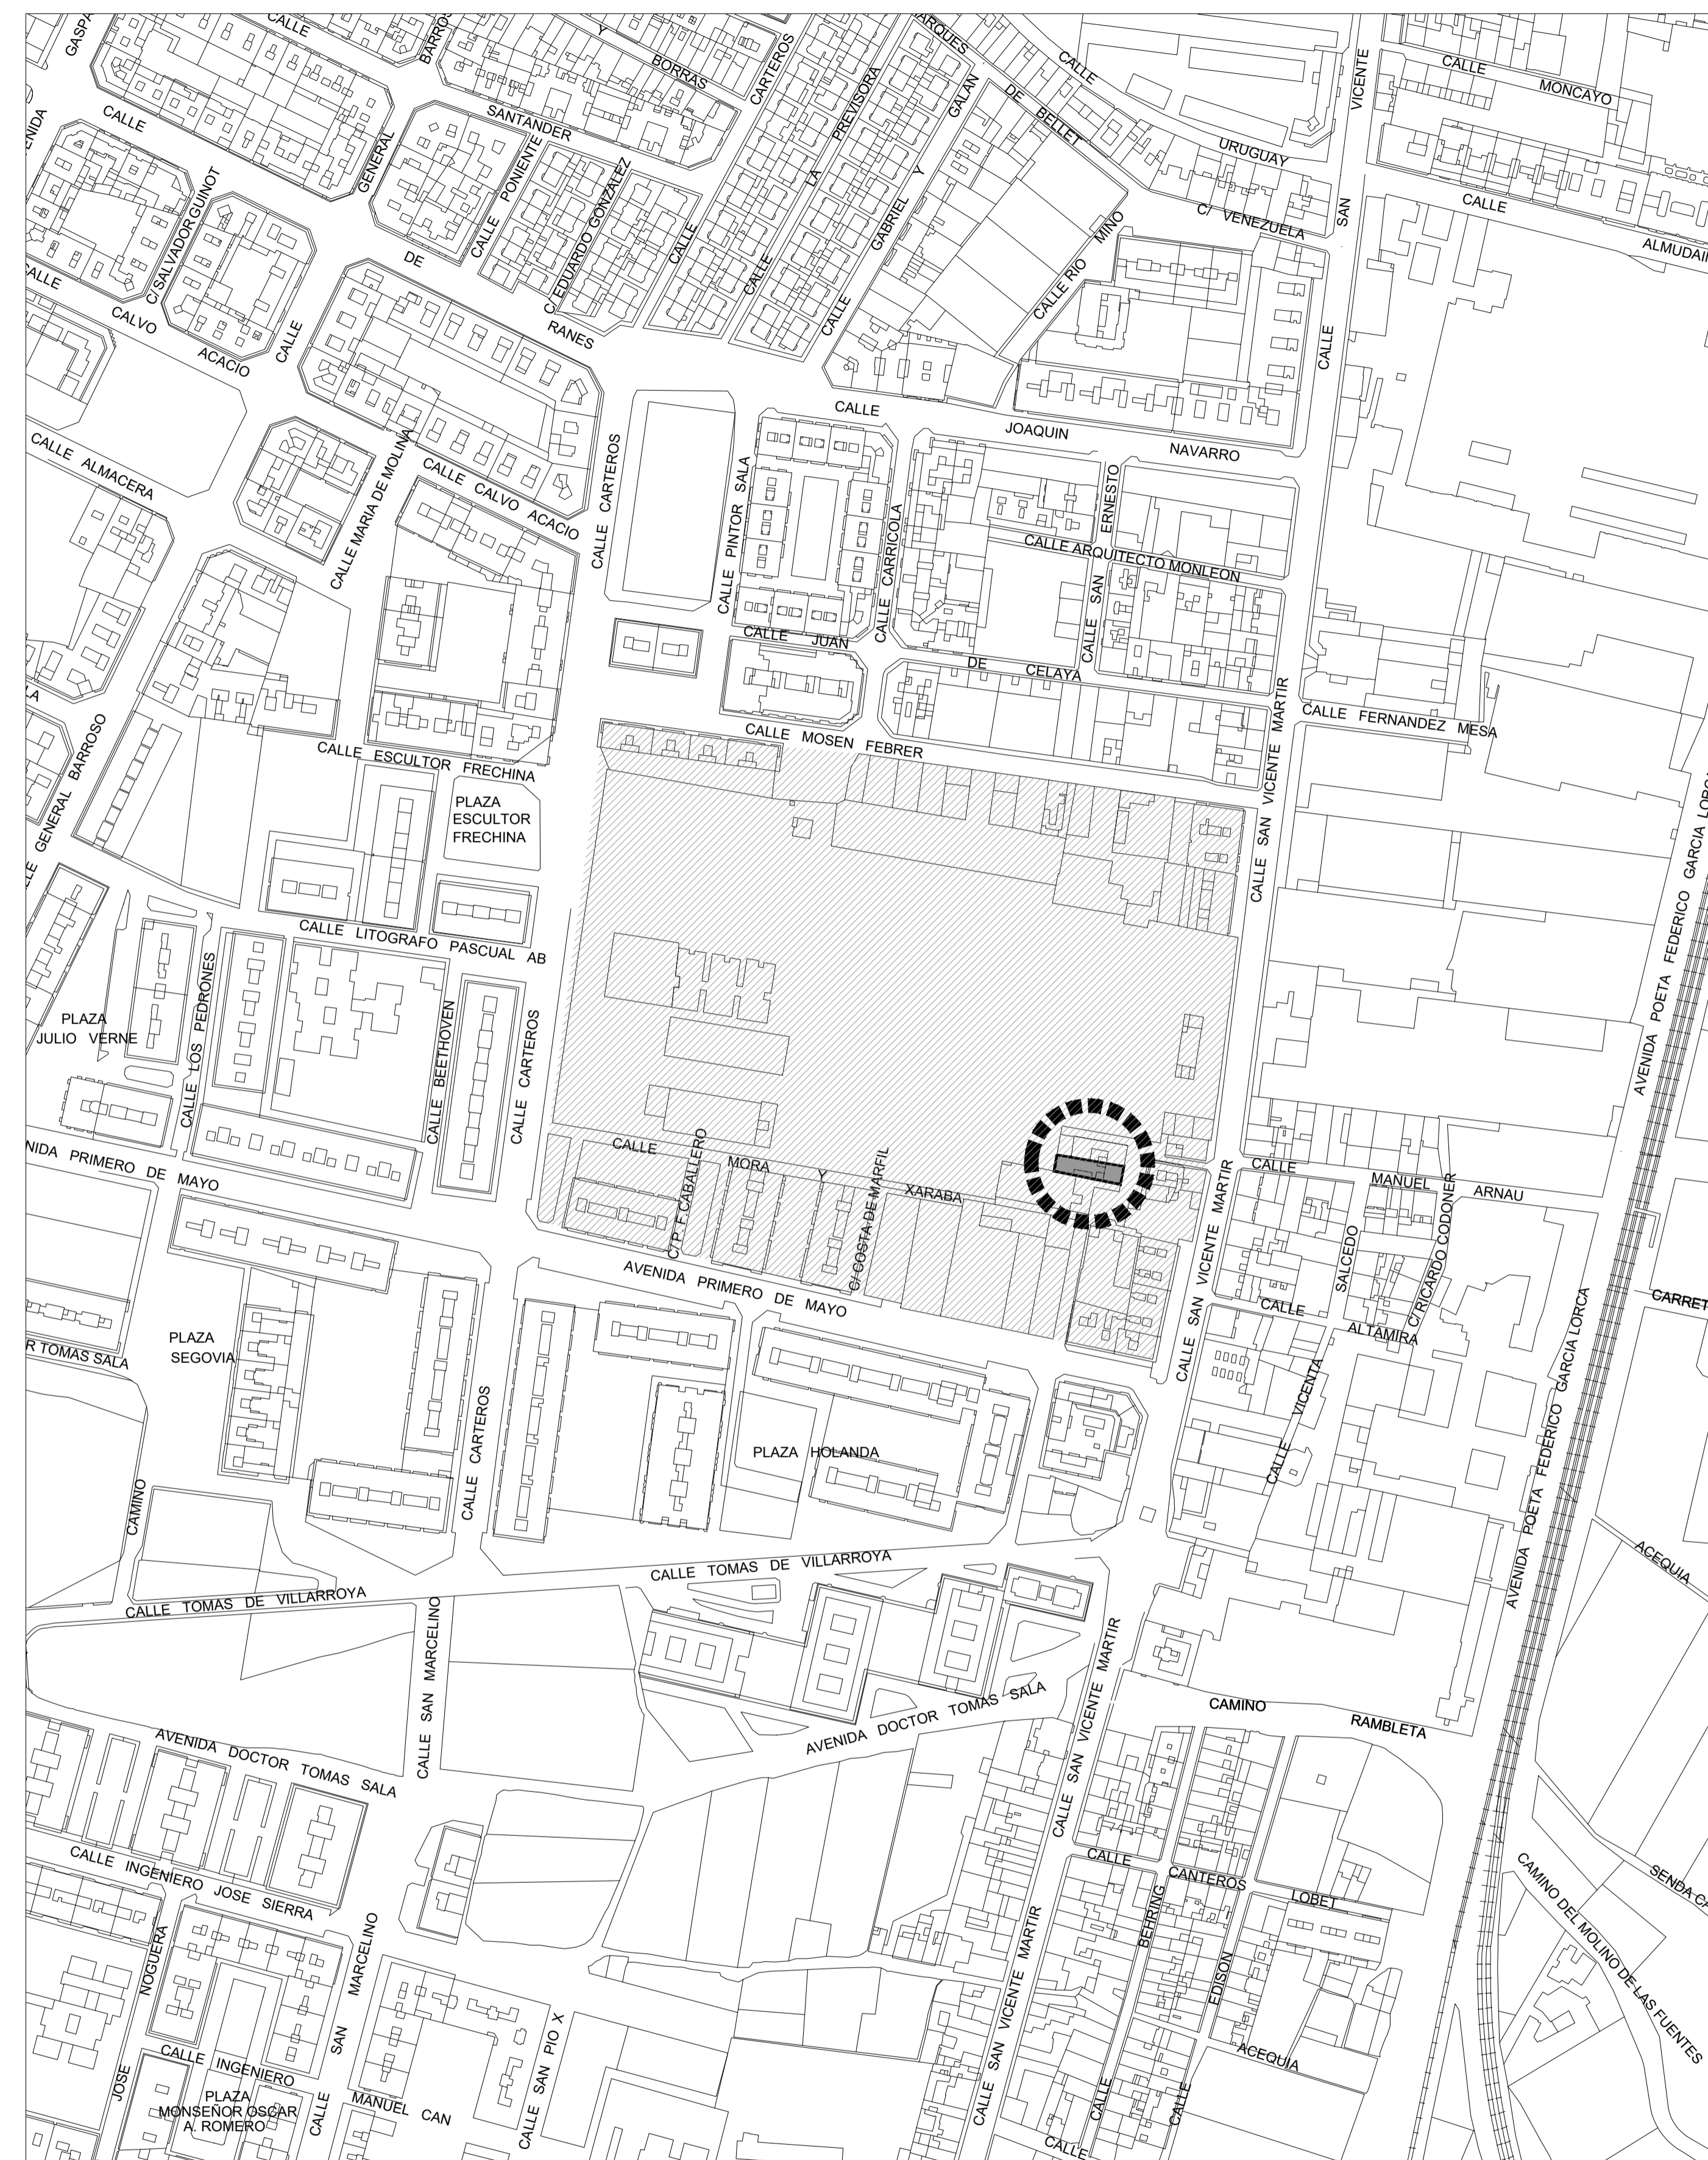 GASPA
CALLE
BARROS
Y
BORRAS
CARTEROS
ARQUES
DE BELLET
CALLE
URUGUAY
VICENTE
CALLE MONCAYO
CALLE
SANTANDER
GENERAL
CALLE PONIENTE
C/ EDUARDO GONZALEZ
LA PREVISORA
GABRIEL Y GALAN
C/ VENEZUELA
SAN
CALLE
ALMUDAI
ENIDA
C/SALVADOR GUINOT
DE
RANES
CALLE
CALLE
CALLE
CALLE RIO MIÑO
CALLE
CALLE
CALVO
ACACIO
CALLE
CALLE ALMACERA
CALLE MARIA DE MOLINA
CALLE CALVO ACACIO
CALLE CARTEROS
CALLE PINTOR SALA
CALLE
JOAQUIN
NAVARRO
CALLE CARRICOLA
CALLE SAN ERNESTO
CALLE ARQUITECTO MONLEON
CALLE JUAN
DE CELAYA
CALLE MOSEN FEBRER
CALLE SAN VICENTE MARTIR
CALLE FERNANDEZ MESA
LA
GENERAL BARROSO
CALLE ESCULTOR FRECHINA
PLAZA
ESCULTOR
FRECHINA
CALLE LITOGRAFO PASCUAL AB
PLAZA
JULIO VERNE
CALLE LOS PEDRONES
CALLE BEETHOVEN
CALLE CARTEROS
AVENIDA POETA FEDERICO GARCIA LORCA
NIDA PRIMERO DE MAYO
CALLE
MORA
Y
XARABA
C/ P. F. CABALLERO
C/ COSTA DE MARFIL
CALLE
MANUEL
ARNAU
CALLE SAN VICENTE MARTIR
SALCEDO
C/ RICARDO CODOÑER
CALLE
ALTAMIRA
AVENIDA PRIMERO DE MAYO
CARRET
PLAZA
SEGOVIA
R TOMAS SALA
CALLE CARTEROS
PLAZA HOLANDA
CALLE VICENTA
CAMINO
AVENIDA POETA FEDERICO GARCIA LORCA
CALLE TOMAS DE VILLARROYA
CALLE TOMAS DE VILLARROYA
ACEQUIA
CALLE SAN MARCELINO
CALLE SAN VICENTE MARTIR
AVENIDA DOCTOR TOMAS SALA
CAMINO
RAMBLETA
AVENIDA DOCTOR TOMAS SALA
CALLE INGENIERO JOSE SIERRA
CALLE
CANTEROS
LOBET
CAMINO DEL MOLINO DE LAS FUENTES
SENDA CA
JOSE NOGUERA
CALLE SAN MARCELINO
CALLE SAN VICENTE MARTIR
CALLE BEHRING
CALLE EDISON
ACEQUIA
CALLE INGENIERO
MANUEL CAN
CALLE SAN PIO X
PLAZA
MONSEÑOR OSCAR
A. ROMERO
CALLE